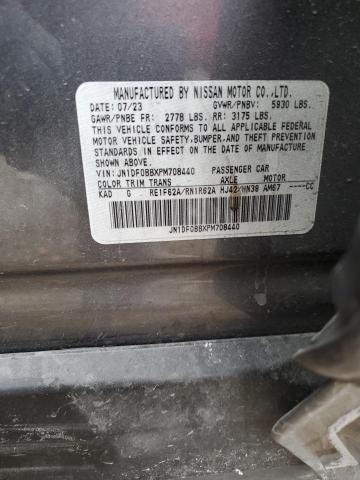 MANUFACTURED BY NISSAN MOTOR CO.,LTD.
DATE: 07/23 GVWR/PNBV: 5930 LBS.
GAWR/PNBE FR: 2778 LBS. RR: 3175 LBS.
THIS VEHICLE CONFORMS TO ALL APPLICABLE FEDERAL
MOTOR VEHICLE SAFETY, BUMPER, AND THEFT PREVENTION
STANDARDS IN EFFECT ON THE DATE OF MANUFACTURE
SHOWN ABOVE.
VIN: JN1DF0BBXPM708440 PASSENGER CAR
COLOR TRIM TRANS AXLE MOTOR
KAD G RE1F62A/RN1R62A HJ42/HN38 AM67 ----CC
JN1DF0BBXPM708440